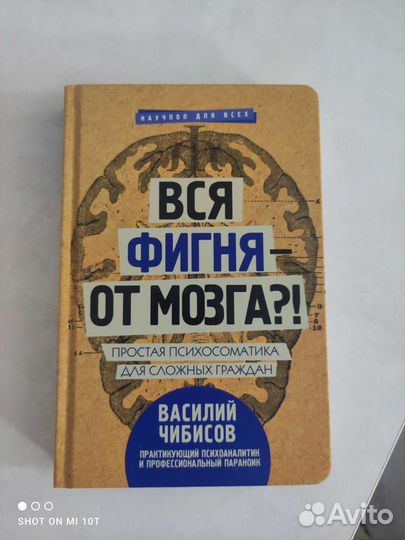 НАУЧПОП ДЛЯ ВСЕХ
ВСЯ
ФИГНЯ –
ОТ МОЗГА?!
ПРОСТАЯ ПСИХОСОМАТИКА
ДЛЯ СЛОЖНЫХ ГРАЖДАН
ВАСИЛИЙ
ЧИБИСОВ
ПРАКТИКУЮЩИЙ ПСИХОАНАЛИТИК
И ПРОФЕССИОНАЛЬНЫЙ ПАРАНОИК
SHOT ON MI 10T
Avito